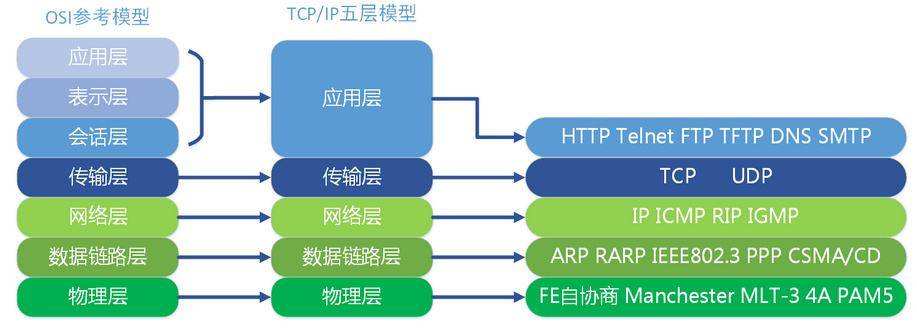 OSI参考模型
TCP/IP五层模型
应用层
表示层
会话层
传输层
网络层
数据链路层
物理层
应用层
传输层
网络层
数据链路层
物理层
HTTP Telnet FTP TFTP DNS SMTP
TCP UDP
IP ICMP RIP IGMP
ARP RARP IEEE802.3 PPP CSMA/CD
FE自协商 Manchester MLT-3 4A PAM5